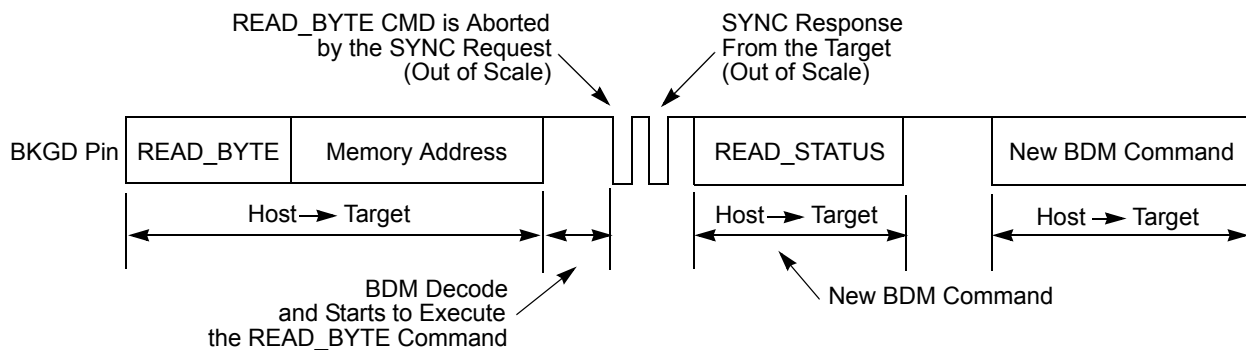 READ_BYTE CMD is Aborted
by the SYNC Request
(Out of Scale)
SYNC Response
From the Target
(Out of Scale)
BKGD Pin
READ_BYTE
Memory Address
READ_STATUS
New BDM Command
Host → Target
Host → Target
Host → Target
BDM Decode
and Starts to Execute
the READ_BYTE Command
New BDM Command